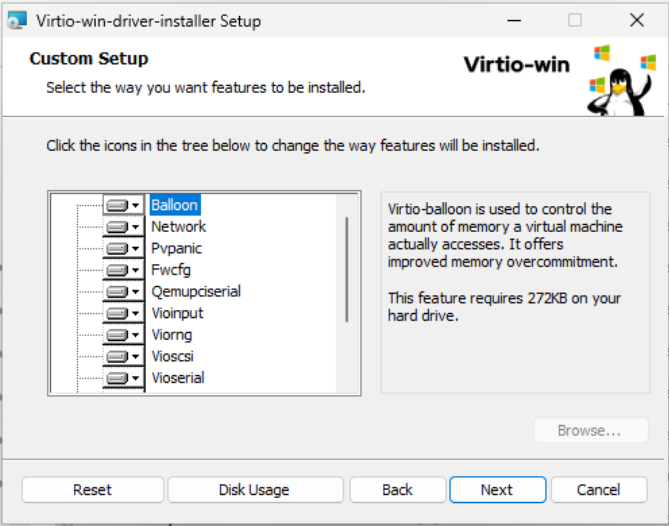 Virtio-win-driver-installer Setup
Custom Setup
Virtio-win
Select the way you want features to be installed.
Click the icons in the tree below to change the way features will be installed.
Balloon
Network
Pvpanic
Fwcfg
Qemupciserial
Vioinput
Viorng
Vioscsi
Vioserial
Virtio-balloon is used to control the
amount of memory a virtual machine
actually accesses. It offers
improved memory overcommitment.
This feature requires 272KB on your
hard drive.
Browse...
Reset
Disk Usage
Back
Next
Cancel